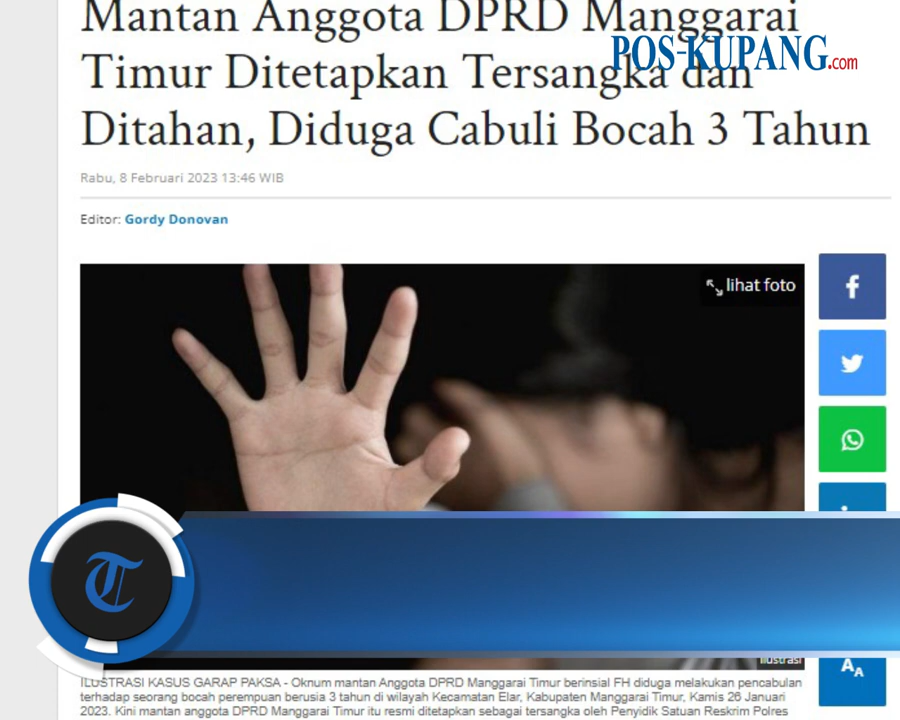 Mantan Anggota DPRD Manggarai
POS-KUPANG.com
Timur Ditetapkan Tersangka dan
Ditahan, Diduga Cabuli Bocah 3 Tahun
Rabu, 8 Februari 2023 13:46 WIB
Editor: Gordy Donovan
lihat foto
f
T
ilustrasi
AA
ILUSTRASI KASUS GARAP PAKSA - Oknum mantan Anggota DPRD Manggarai Timur berinsial FH diduga melakukan pencabulan
terhadap seorang bocah perempuan berusia 3 tahun di wilayah Kecamatan Elar, Kabupaten Manggarai Timur, Kamis 26 Januari
2023. Kini mantan anggota DPRD Manggarai Timur itu resmi ditetapkan sebagai tersangka oleh Penyidik Satuan Reskrim Polres